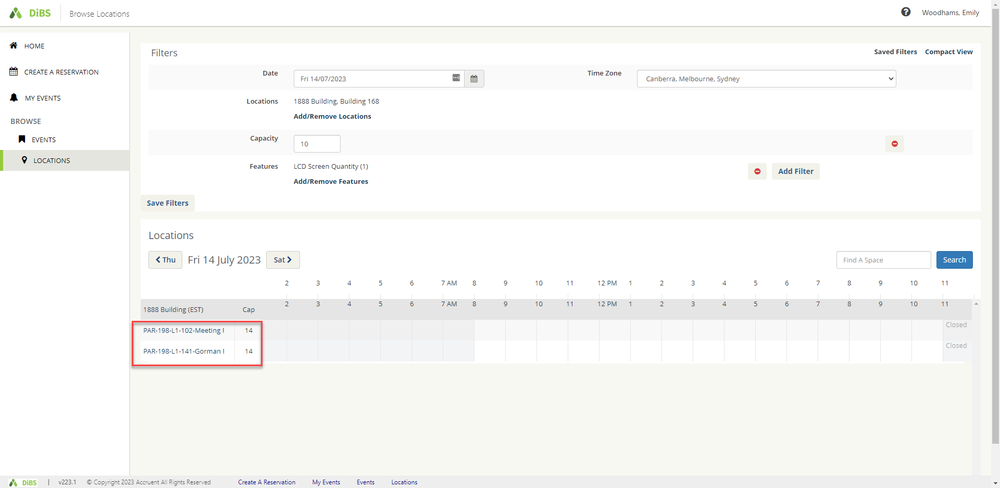 DiBS
Browse Locations
Woodhams, Emily
HOME
CREATE A RESERVATION
MY EVENTS
BROWSE
EVENTS
LOCATIONS
Filters
Saved Filters Compact View
Date Fri 14/07/2023 Time Zone Canberra, Melbourne, Sydney
Locations 1888 Building, Building 168
Add/Remove Locations
Capacity 10
Features LCD Screen Quantity (1) Add Filter
Add/Remove Features
Save Filters
Locations
Thu Fri 14 July 2023 Sat Find A Space Search
2 3 4 5 6 7 AM 8 9 10 11 12 PM 1 2 3 4 5 6 7 8 9 10 11
2 3 4 5 6 7 AM 8 9 10 11 12 PM 1 2 3 4 5 6 7 8 9 10 11
1888 Building (EST) Cap
PAR-198-L1-102-Meeting 14 Closed
PAR-198-L1-141-Gorman 14 Closed
DiBS | v223.1 © Copyright 2023 Accruent All Rights Reserved Create A Reservation My Events Events Locations